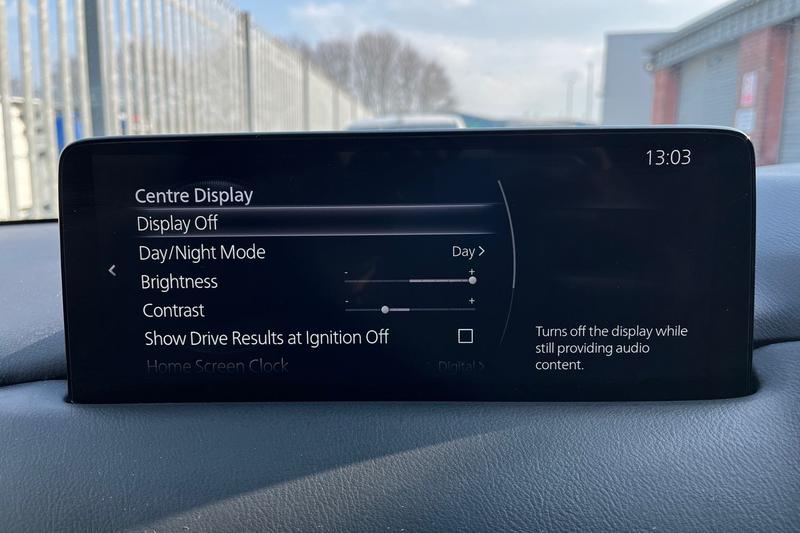 13:03
Centre Display
Display Off
Day/Night Mode Day >
Brightness - +
Contrast - +
Show Drive Results at Ignition Off
Home Screen Clock Digital >
Turns off the display while
still providing audio
content.